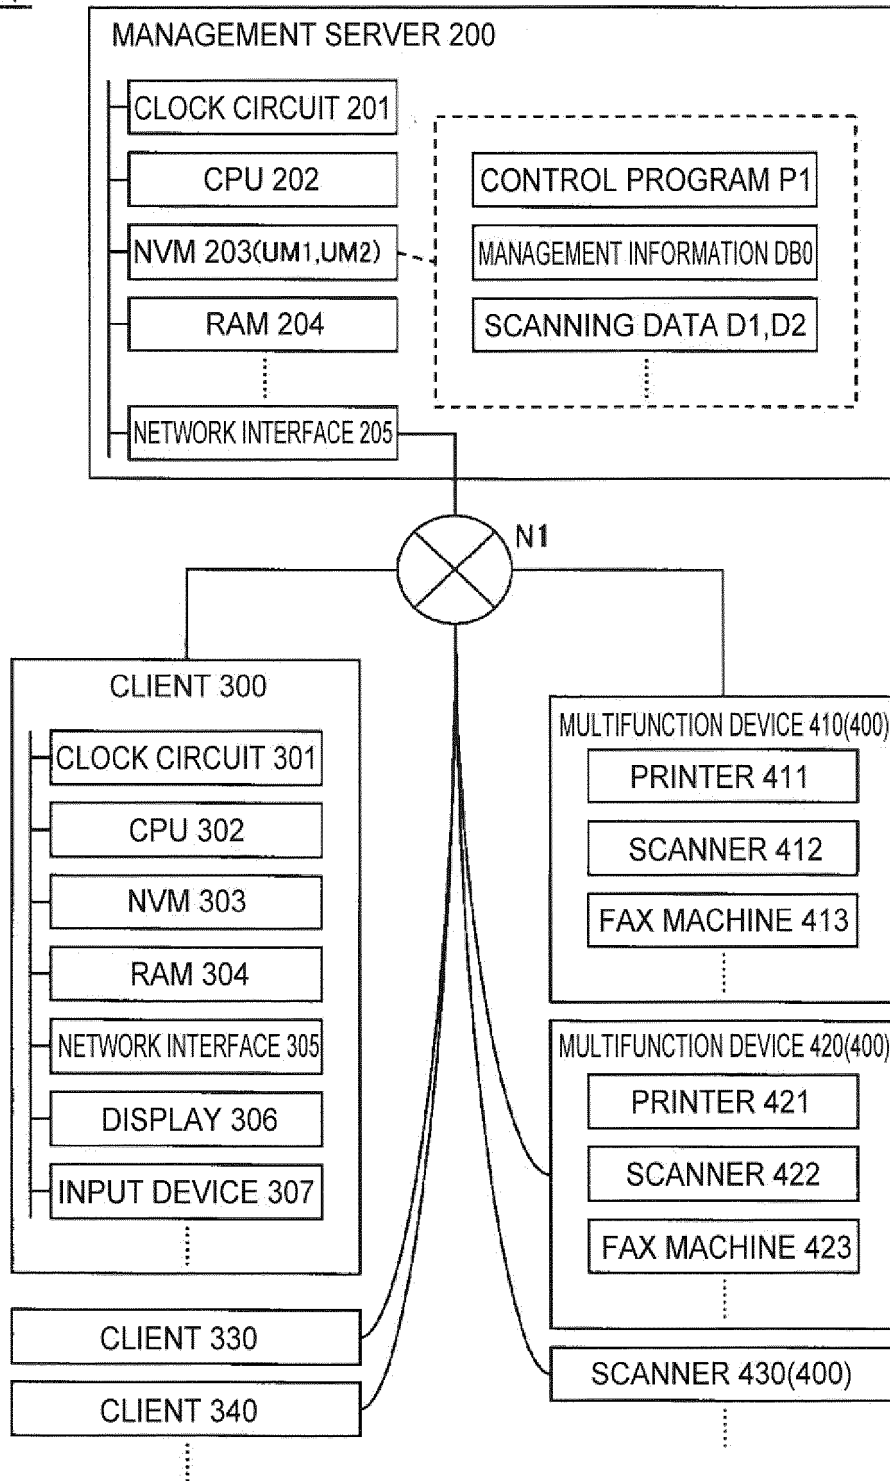 MANAGEMENT SERVER 200
CLOCK CIRCUIT 201
CPU 202
NVM 203(UM1,UM2)
RAM 204
NETWORK INTERFACE 205
CONTROL PROGRAM P1
MANAGEMENT INFORMATION DB0
SCANNING DATA D1,D2
N1
CLIENT 300
CLOCK CIRCUIT 301
CPU 302
NVM 303
RAM 304
NETWORK INTERFACE 305
DISPLAY 306
INPUT DEVICE 307
CLIENT 330
CLIENT 340
MULTIFUNCTION DEVICE 410(400)
PRINTER 411
SCANNER 412
FAX MACHINE 413
MULTIFUNCTION DEVICE 420(400)
PRINTER 421
SCANNER 422
FAX MACHINE 423
SCANNER 430(400)